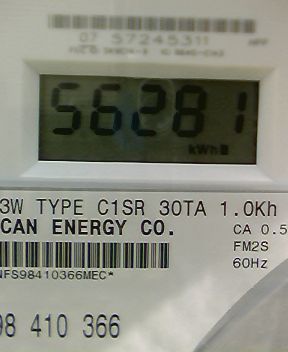 07 57245311
56281
kWh
3W TYPE C1SR 30TA 1.0Kh
CAN ENERGY CO.
CA 0.5
FM2S
60Hz
NFS98410366MEC*
98 410 366